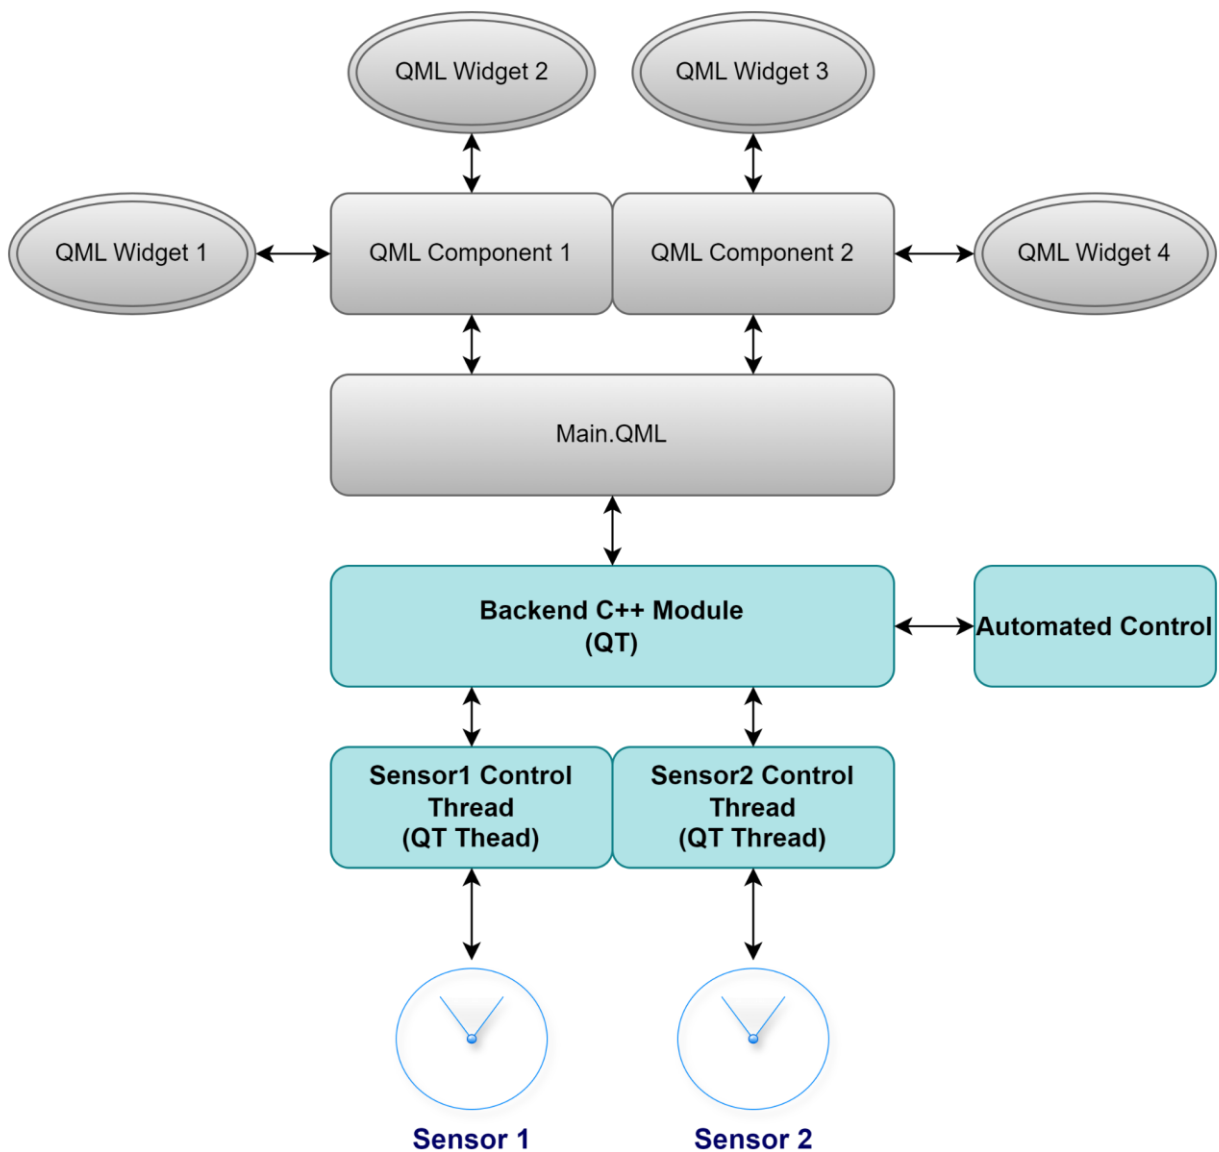 QML Widget 2
QML Widget 3
QML Widget 1
QML Component 1
QML Component 2
QML Widget 4
Main.QML
Backend C++ Module
(QT)
Automated Control
Sensor1 Control
Thread
(QT Thead)
Sensor2 Control
Thread
(QT Thread)
Sensor 1
Sensor 2